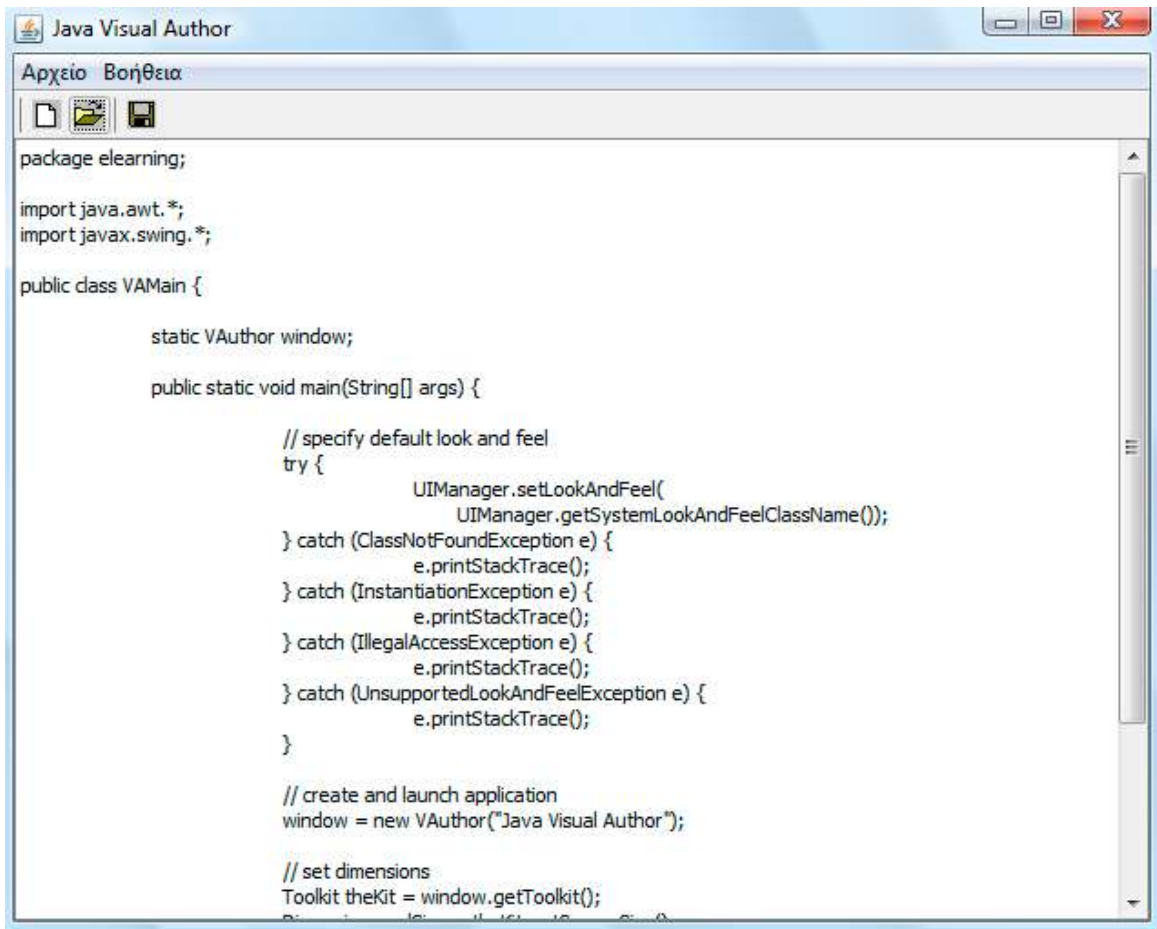 Java Visual Author
Αρχείο Βοήθεια
package elearning;
import java.awt.*;
import javax.swing.*;
public class VAMain {
static VAuthor window;
public static void main(String[] args) {
// specify default look and feel
try {
UIManager.setLookAndFeel(
UIManager.getSystemLookAndFeelClassName());
} catch (ClassNotFoundException e) {
e.printStackTrace();
} catch (InstantiationException e) {
e.printStackTrace();
} catch (IllegalAccessException e) {
e.printStackTrace();
} catch (UnsupportedLookAndFeelException e) {
e.printStackTrace();
}
// create and launch application
window = new VAuthor("Java Visual Author");
// set dimensions
Toolkit theKit = window.getToolkit();